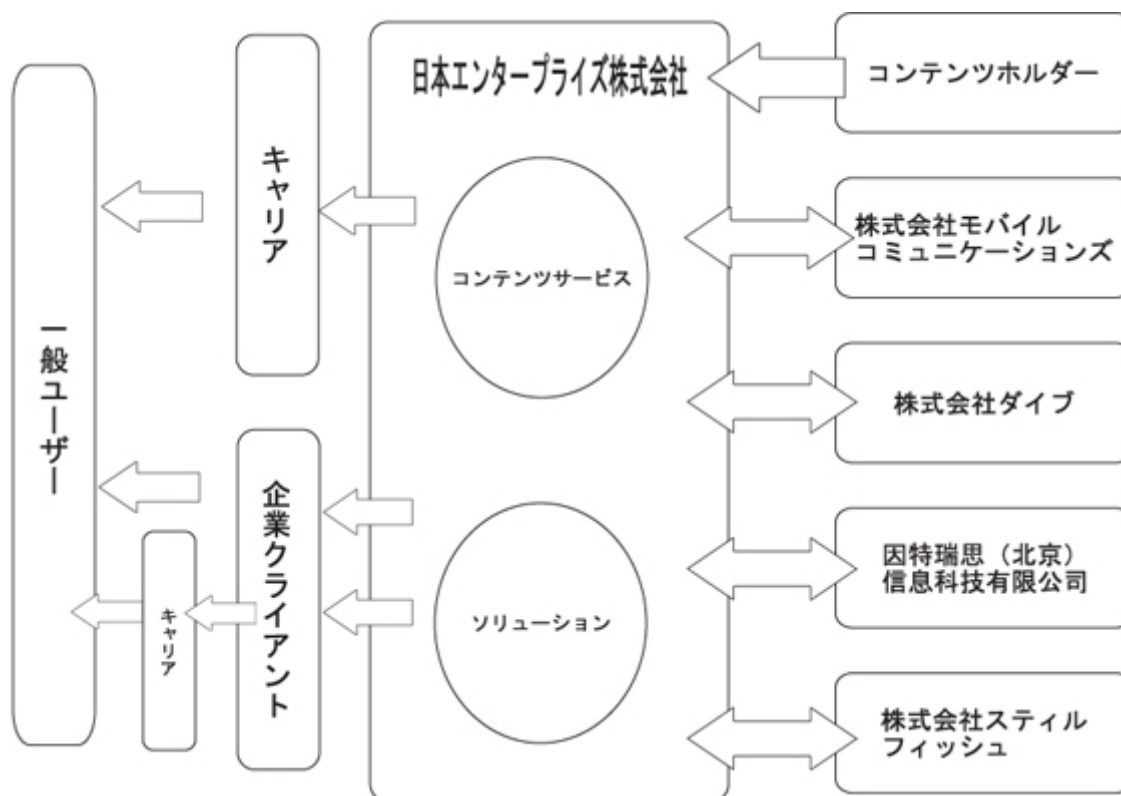 日本エンタープライズ株式会社
コンテンツホルダー
キャリア
株式会社モバイル
コミュニケーションズ
コンテンツサービス
一般ユーザー
株式会社ダイブ
企業クライアント
因特瑞思（北京）
信息科技有限公司
キャリア
ソリューション
株式会社スティル
フィッシュ